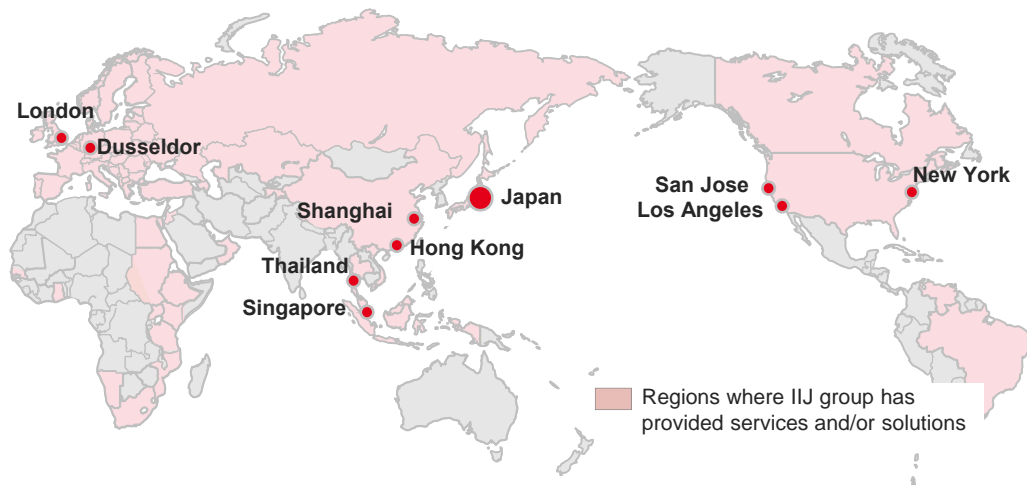 London
Dusseldor
Shanghai
Japan
Hong Kong
Thailand
Singapore
San Jose
Los Angeles
New York
Regions where IIJ group has
provided services and/or solutions